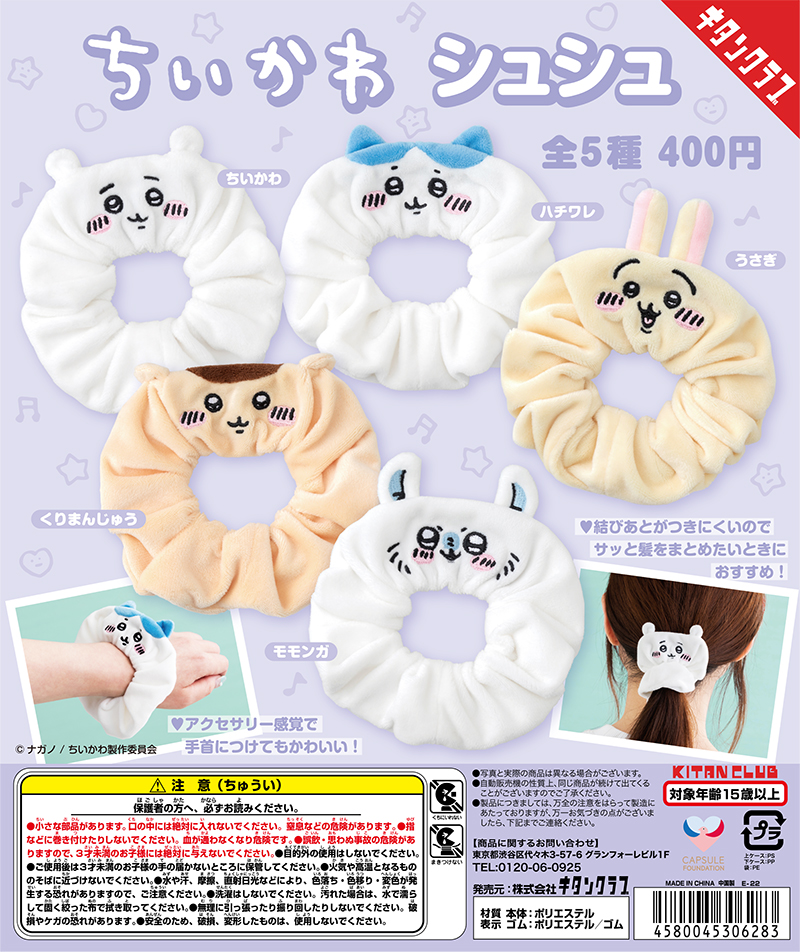 ちいかわ シュシュ
キタンクラブ
全5種 400円
ちいかわ
ハチワレ
うさぎ
くりまんじゅう
モモンガ
♥結びあとがつきにくいので
サッと髪をまとめたいときに
おすすめ！
♥アクセサリー感覚で
手首につけてもかわいい！
© ナガノ / ちいかわ製作委員会
注 意（ちゅうい）
保護者の方へ、必ずお読みください。
●小さな部品があります。口の中には絶対に入れないでください。窒息などの危険があります。●指
などに巻き付けたりしないでください。血が通わなくなり危険です。●誤飲・思わぬ事故の危険があ
りますので、3才未満のお子様には絶対に与えないでください。●目的外の使用はしないでください。
●ご使用後は3才未満のお子様の手の届かないところに保管してください。●火気や高温となるもの
のそばに近づけないでください。●水や汗、摩擦、直射日光などにより、色落ち・色移り・変色が発
生する恐れがありますので、ご注意ください。●洗濯はしないでください。汚れた場合は、水で濡ら
して固く絞った布で拭き取ってください。●無理に引っ張ったり振り回したりしないでください。破
損やケガの恐れがあります。●安全のため、破損、変形したものは、使用しないでください。
くちにいれない
まきつけない
●写真と実際の商品は異なる場合がございます。
●自動販売機の性質上、同じ商品が続けて出てくる
ことがございますのでご了承ください。
●製品につきましては、万全の注意をはらって製造に
あたっておりますが、万一お気づきの点がございま
したら、下記までご連絡ください。
【商品に関するお問い合わせ】
東京都渋谷区代々木3-57-6 グランフォーレビル1F
TEL:0120-06-0925
発売元：株式会社キタンクラブ
材質 本体：ポリエステル
表示 ゴム：ポリエステル／ゴム
KITAN CLUB
対象年齢15歳以上
CAPSULE
FOUNDATION
プラ
上ケース:PS
下ケース:PP
袋:PE
MADE IN CHINA 中国製 E-22
4580045306283